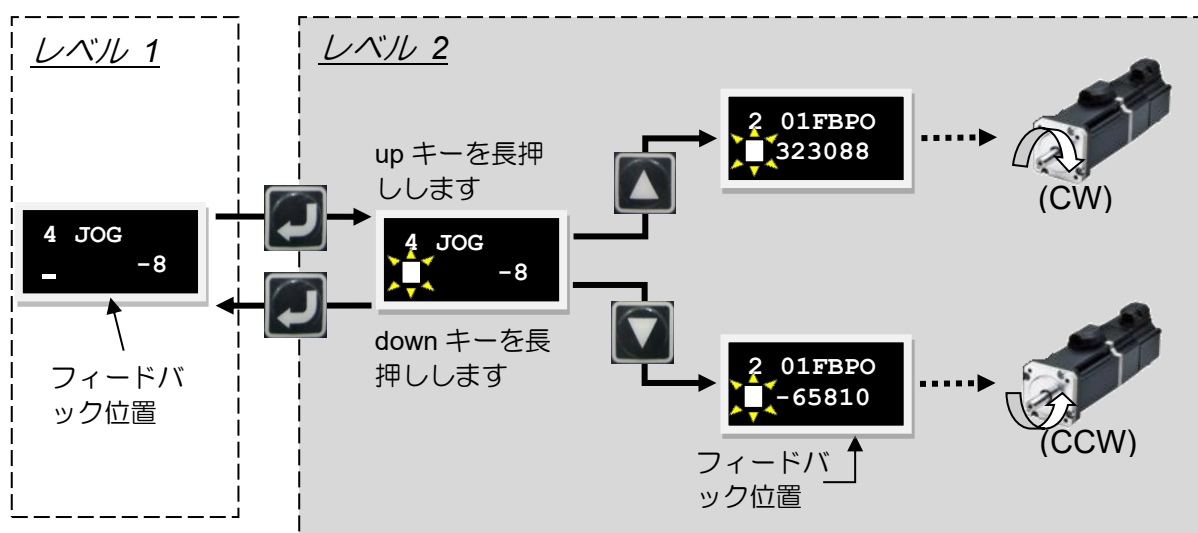 レベル 1
4 JOG
_ -8
フィードバ
ック位置
レベル 2
up キーを長押
しします
4 JOG
-8
down キーを長
押しします
2 01FBPO
323088
(CW)
2 01FBPO
-65810
(CCW)
フィードバ
ック位置